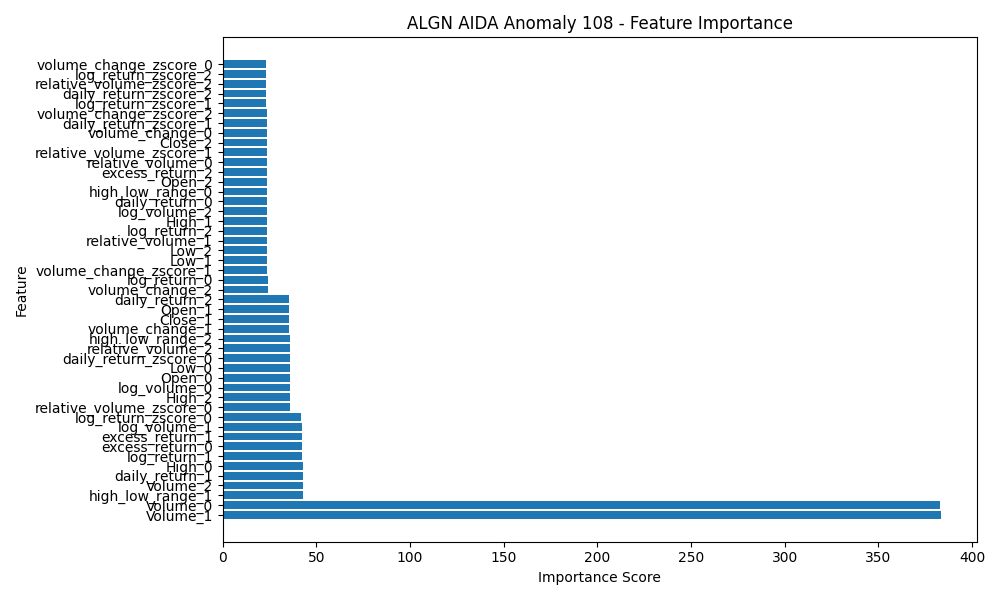 ALGN AIDA Anomaly 108 - Feature Importance
volume_change_zscore_0
log_return_zscore_2
relative_volume_zscore_2
daily_return_zscore_2
log_return_zscore_1
volume_change_zscore_2
daily_return_zscore_1
volume_change_0
Close_2
relative_volume_zscore_1
relative_volume_0
excess_return_2
Open_2
high_low_range_0
daily_return_0
log_volume_2
High_1
log_return_2
relative_volume_1
Low_2
Low_1
volume_change_zscore_1
log_return_0
volume_change_2
daily_return_2
Open_1
Close_1
volume_change_1
high_low_range_2
relative_volume_2
daily_return_zscore_0
Low_0
Open_0
log_volume_0
High_2
relative_volume_zscore_0
log_return_zscore_0
log_volume_1
excess_return_1
excess_return_0
log_return_1
High_0
daily_return_1
Volume_2
high_low_range_1
Volume_0
Volume_1
Feature
0 50 100 150 200 250 300 350 400
Importance Score